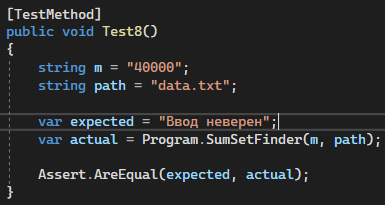 [TestMethod]
public void Test8()
{
string m = "40000";
string path = "data.txt";
var expected = "Ввод неверен";
var actual = Program.SumSetFinder(m, path);
Assert.AreEqual(expected, actual);
}